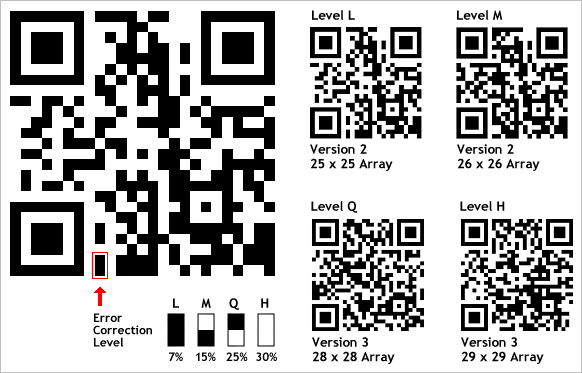 Level L
Level M
Version 2
25 x 25 Array
Version 2
26 x 26 Array
Level Q
Level H
Version 3
28 x 28 Array
Version 3
29 x 29 Array
Error
Correction
Level
L M Q H
7% 15% 25% 30%